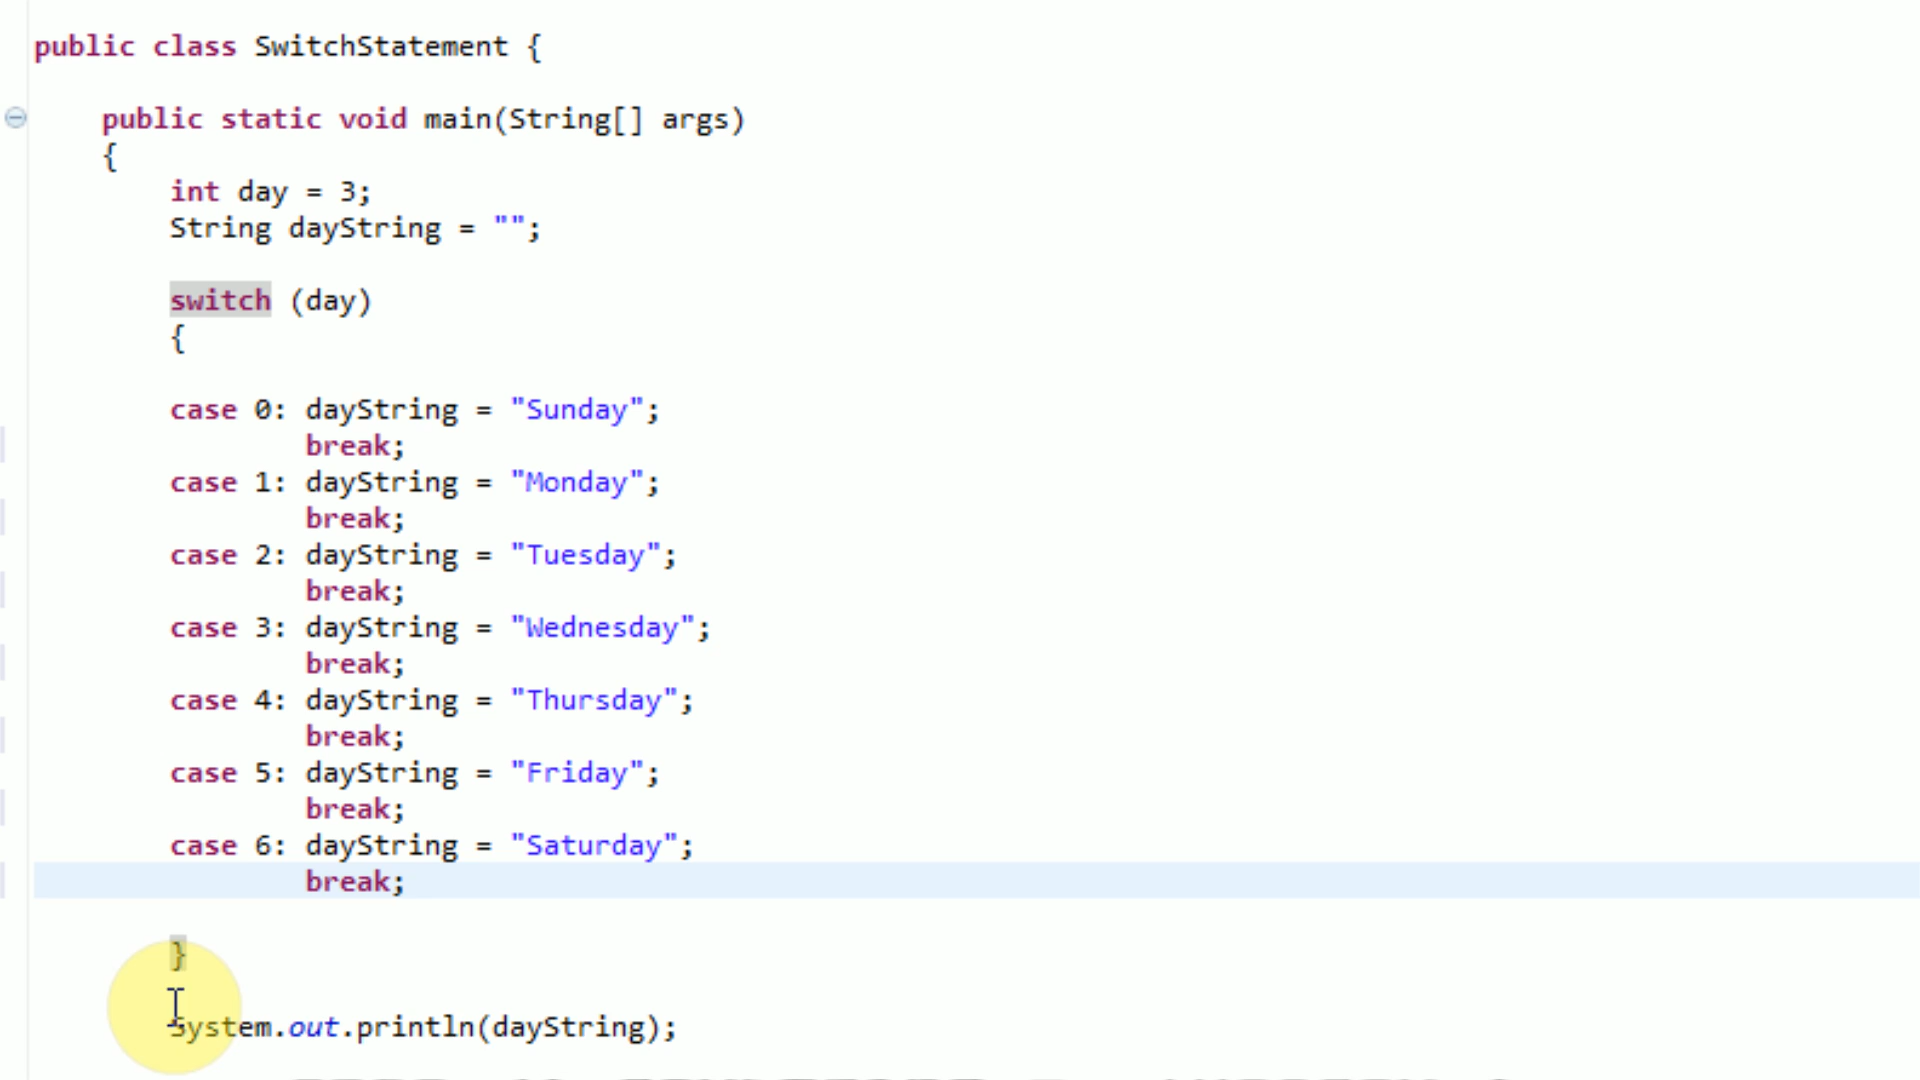 public class SwitchStatement {
public static void main(String[] args)
{
int day = 3;
String dayString = "";
switch (day)
{
case 0: dayString = "Sunday";
break;
case 1: dayString = "Monday";
break;
case 2: dayString = "Tuesday";
break;
case 3: dayString = "Wednesday";
break;
case 4: dayString = "Thursday";
break;
case 5: dayString = "Friday";
break;
case 6: dayString = "Saturday";
break;
}
System.out.println(dayString);